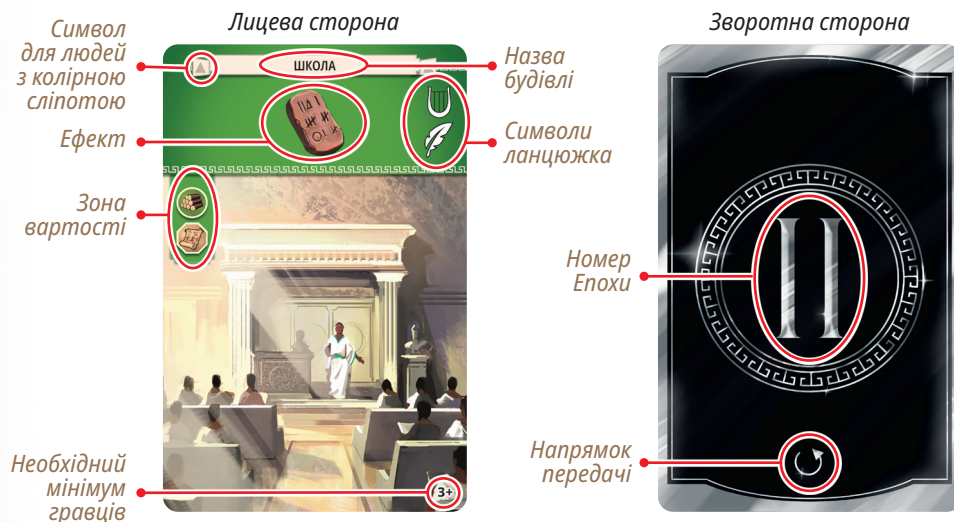 Лицева сторона
Зворотна сторона
Символ
для людей
з колірною
сліпотою
ШКОЛА
Назва
будівлі
Ефект
Символи
ланцюжка
Зона
вартості
Номер
Епохи
II
Напрямок
передачі
Необхідний
мінімум
гравців
3+